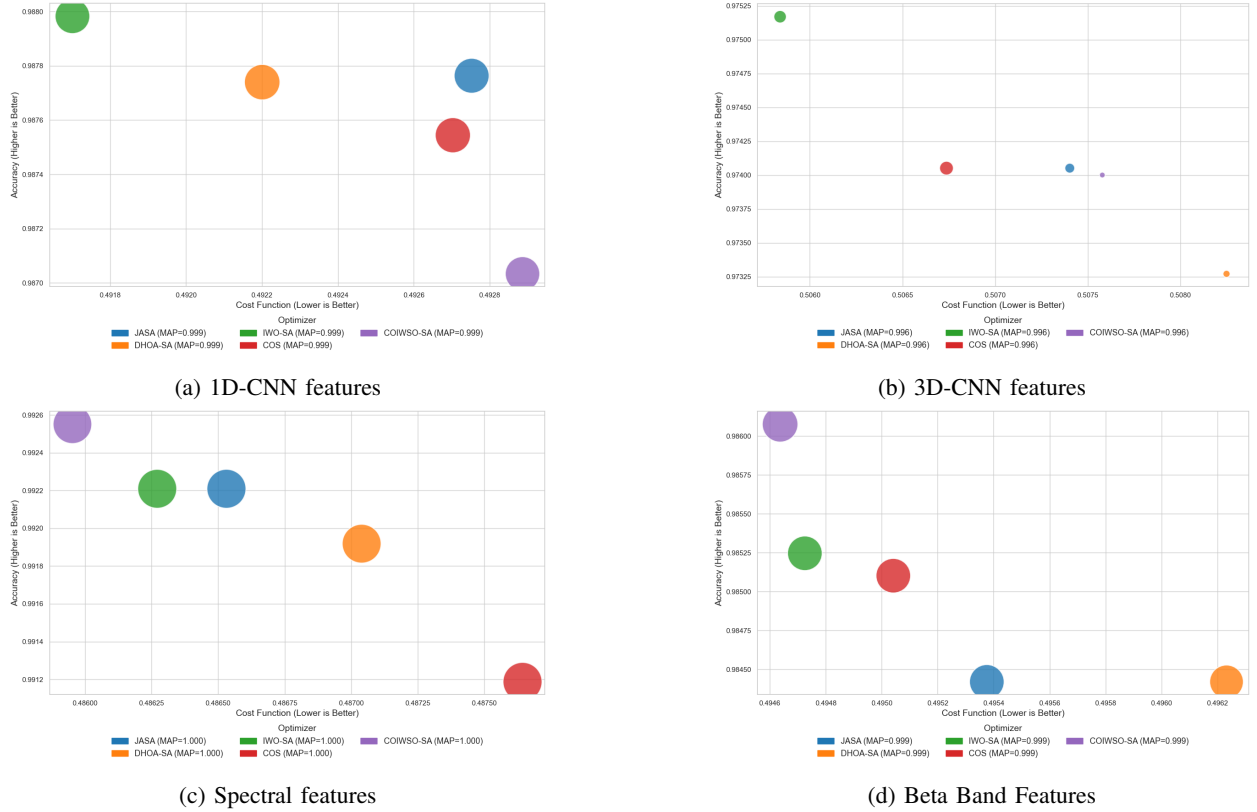 0.9880
0.9878
0.9876
0.9874
0.9872
0.9870
Accuracy (Higher is Better)
0.4918 0.4920 0.4922 0.4924 0.4926 0.4928
Cost Function (Lower is Better)
Optimizer
JASA (MAP=0.999) IWO-SA (MAP=0.999) COIWSO-SA (MAP=0.999)
DHOA-SA (MAP=0.999) COS (MAP=0.999)
(a) 1D-CNN features
0.97525
0.97500
0.97475
0.97450
0.97425
0.97400
0.97375
0.97350
0.97325
Accuracy (Higher is Better)
0.5060 0.5065 0.5070 0.5075 0.5080
Cost Function (Lower is Better)
Optimizer
JASA (MAP=0.996) IWO-SA (MAP=0.996) COIWSO-SA (MAP=0.996)
DHOA-SA (MAP=0.996) COS (MAP=0.996)
(b) 3D-CNN features
0.9926
0.9924
0.9922
0.9920
0.9918
0.9916
0.9914
0.9912
Accuracy (Higher is Better)
0.48600 0.48625 0.48650 0.48675 0.48700 0.48725 0.48750
Cost Function (Lower is Better)
Optimizer
JASA (MAP=1.000) IWO-SA (MAP=1.000) COIWSO-SA (MAP=1.000)
DHOA-SA (MAP=1.000) COS (MAP=1.000)
(c) Spectral features
0.98600
0.98575
0.98550
0.98525
0.98500
0.98475
0.98450
Accuracy (Higher is Better)
0.4946 0.4948 0.4950 0.4952 0.4954 0.4956 0.4958 0.4960 0.4962
Cost Function (Lower is Better)
Optimizer
JASA (MAP=0.999) IWO-SA (MAP=0.999) COIWSO-SA (MAP=0.999)
DHOA-SA (MAP=0.999) COS (MAP=0.999)
(d) Beta Band Features